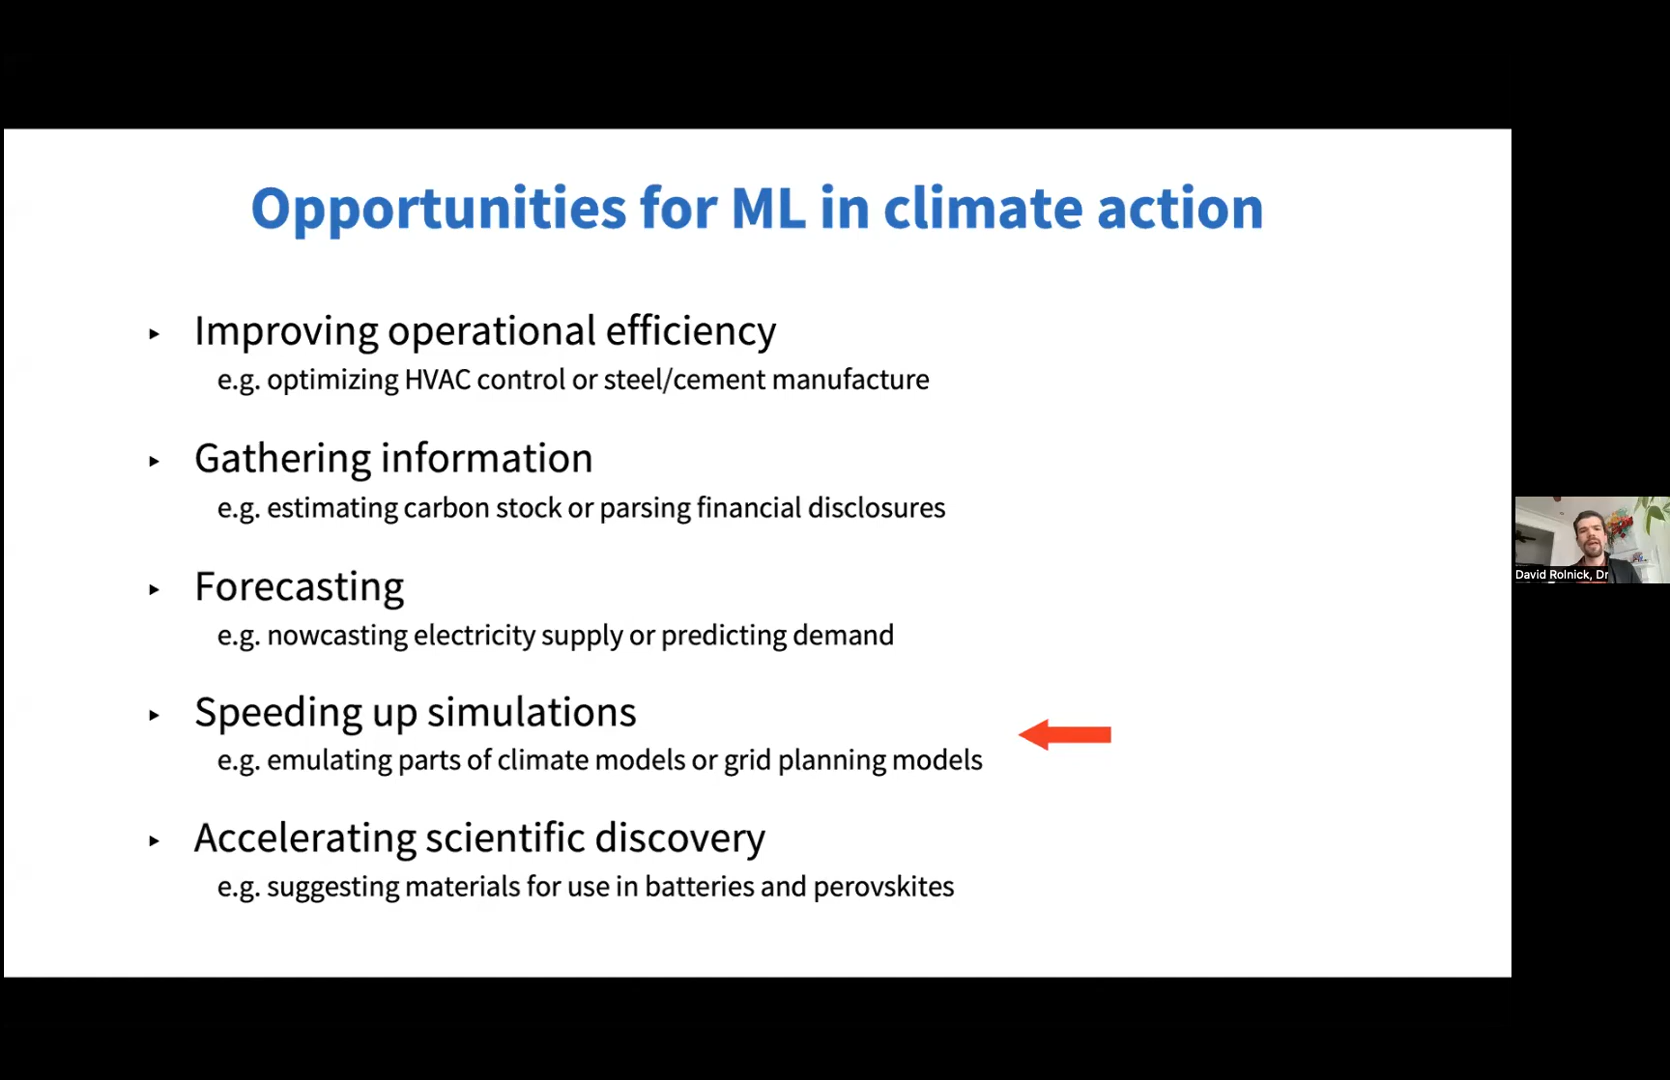 Opportunities for ML in climate action
‣ Improving operational efficiency
e.g. optimizing HVAC control or steel/cement manufacture
‣ Gathering information
e.g. estimating carbon stock or parsing financial disclosures
‣ Forecasting
e.g. nowcasting electricity supply or predicting demand
‣ Speeding up simulations
e.g. emulating parts of climate models or grid planning models
‣ Accelerating scientific discovery
e.g. suggesting materials for use in batteries and perovskites
David Rolnick, Dr